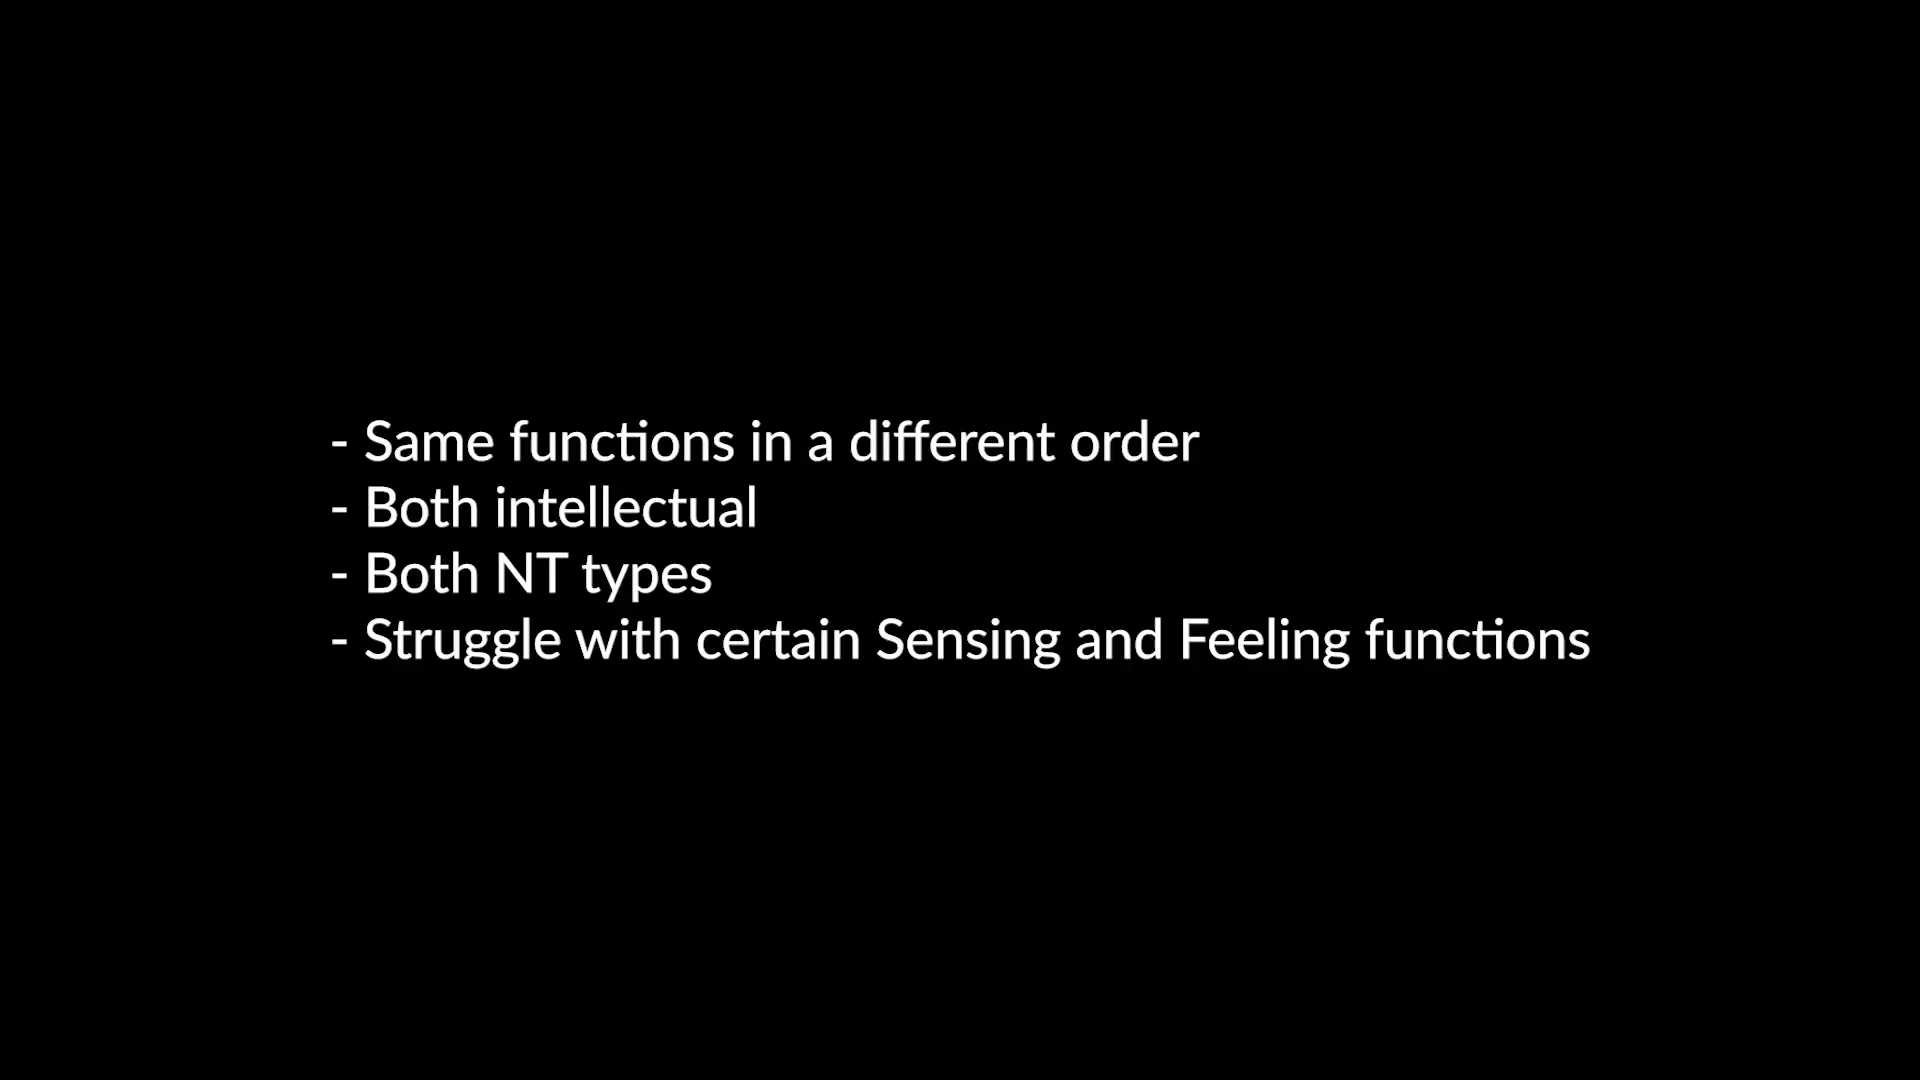 - Same functions in a different order
- Both intellectual
- Both NT types
- Struggle with certain Sensing and Feeling functions